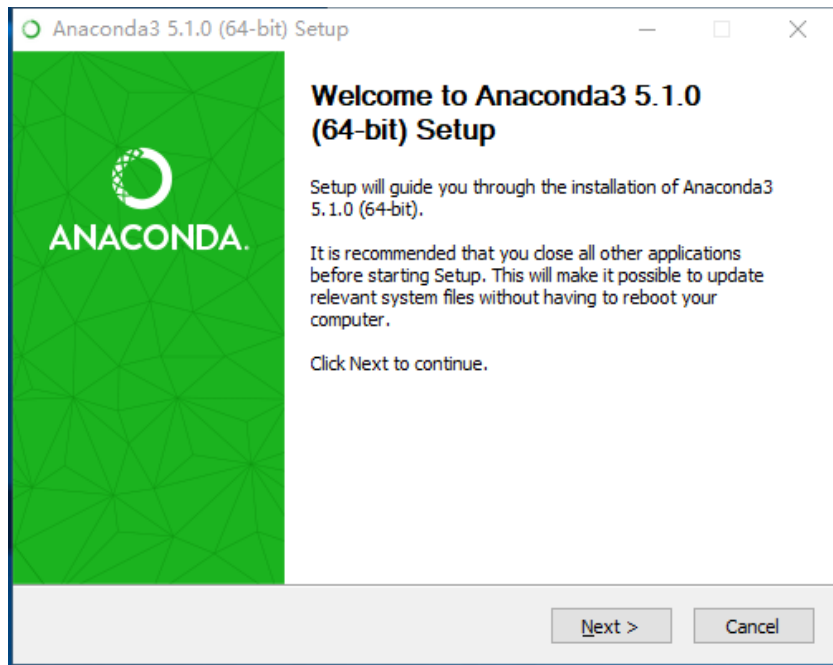 Anaconda3 5.1.0 (64-bit) Setup
Welcome to Anaconda3 5.1.0
(64-bit) Setup
Setup will guide you through the installation of Anaconda3
5.1.0 (64-bit).
It is recommended that you close all other applications
before starting Setup. This will make it possible to update
relevant system files without having to reboot your
computer.
Click Next to continue.
ANACONDA.
Next >
Cancel